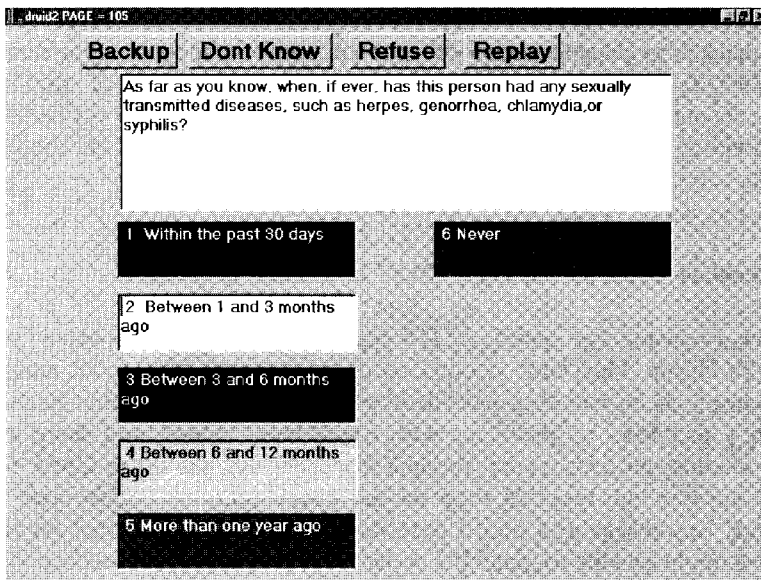 druid2 PAGE = 105
Backup Dont Know Refuse Replay
As far as you know, when, if ever, has this person had any sexually
transmitted diseases, such as herpes, genorrhea, chlamydia,or
syphilis?
1 Within the past 30 days
6 Never
2 Between 1 and 3 months
ago
3 Between 3 and 6 months
ago
4 Between 6 and 12 months
ago
5 More than one year ago